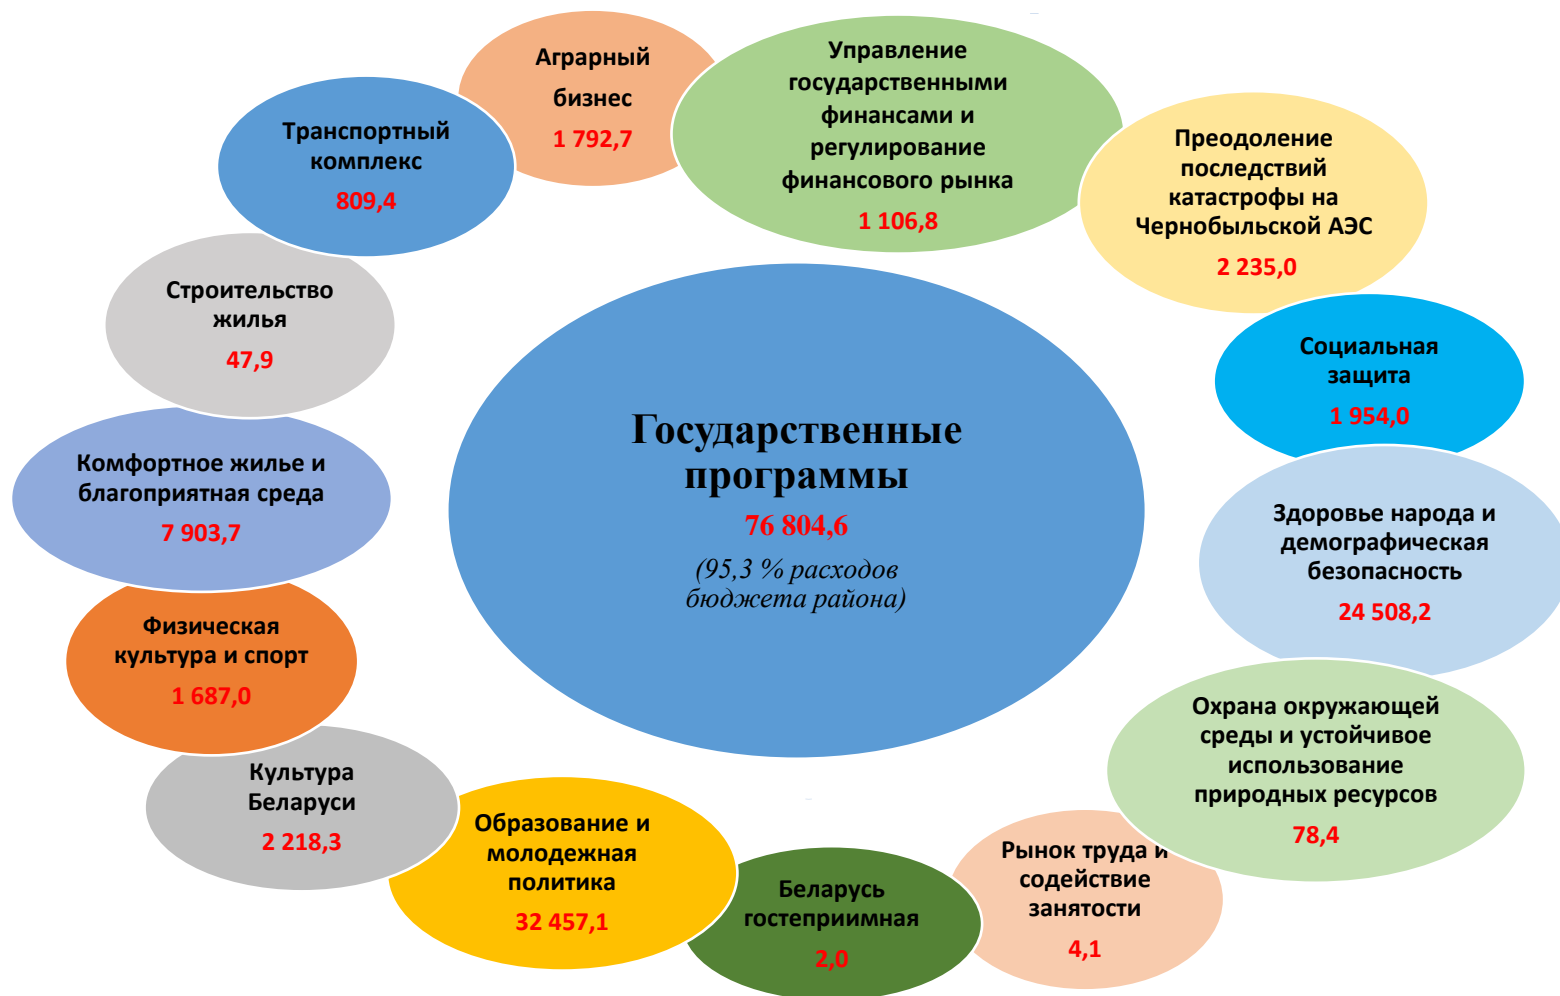 Аграрный
бизнес
1 792,7
Управление
государственными
финансами и
регулирование
финансового рынка
1 106,8
Преодоление
последствий
катастрофы на
Чернобыльской АЭС
2 235,0
Социальная
защита
1 954,0
Здоровье народа и
демографическая
безопасность
24 508,2
Охрана окружающей
среды и устойчивое
использование
природных ресурсов
78,4
Рынок труда и
содействие
занятости
4,1
Беларусь
гостеприимная
2,0
Образование и
молодежная
политика
32 457,1
Культура
Беларуси
2 218,3
Физическая
культура и спорт
1 687,0
Комфортное жилье и
благоприятная среда
7 903,7
Строительство
жилья
47,9
Транспортный
комплекс
809,4
Государственные
программы
76 804,6
(95,3 % расходов
бюджета района)